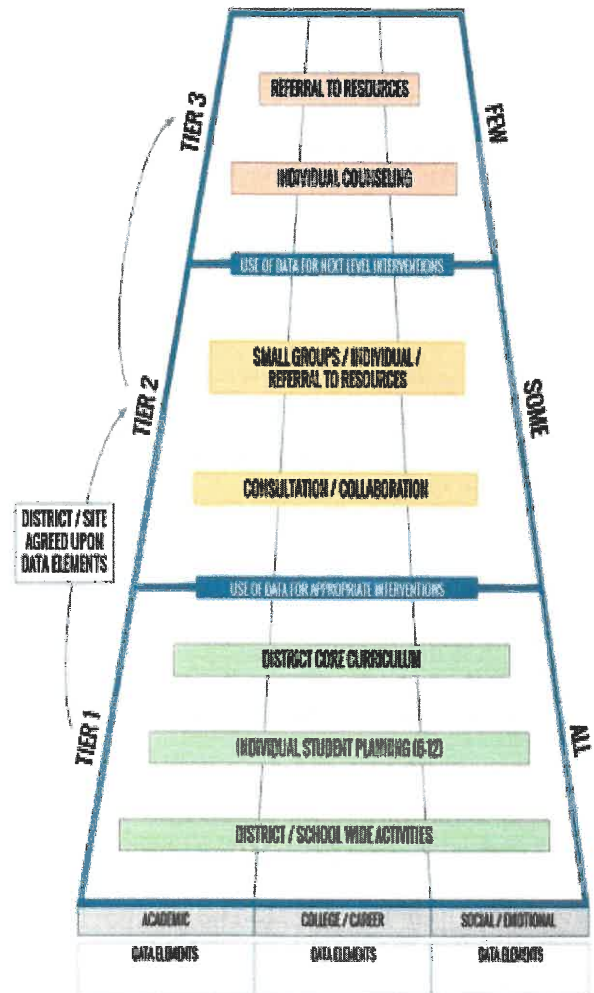 REFERRAL TO RESOURCES
TIER 3
FEW
INDIVIDUAL COUNSELING
USE OF DATA FOR NEXT LEVEL INTERVENTIONS
SMALL GROUPS / INDIVIDUAL /
REFERRAL TO RESOURCES
TIER 2
SOME
CONSULTATION / COLLABORATION
DISTRICT / SITE
AGREED UPON
DATA ELEMENTS
USE OF DATA FOR APPROPRIATE INTERVENTIONS
DISTRICT CORE CURRICULUM
TIER 1
ALL
INDIVIDUAL STUDENT PLANNING (6-12)
DISTRICT / SCHOOL WIDE ACTIVITIES
ACADEMIC
COLLEGE / CAREER
SOCIAL / EMOTIONAL
DATA ELEMENTS
DATA ELEMENTS
DATA ELEMENTS